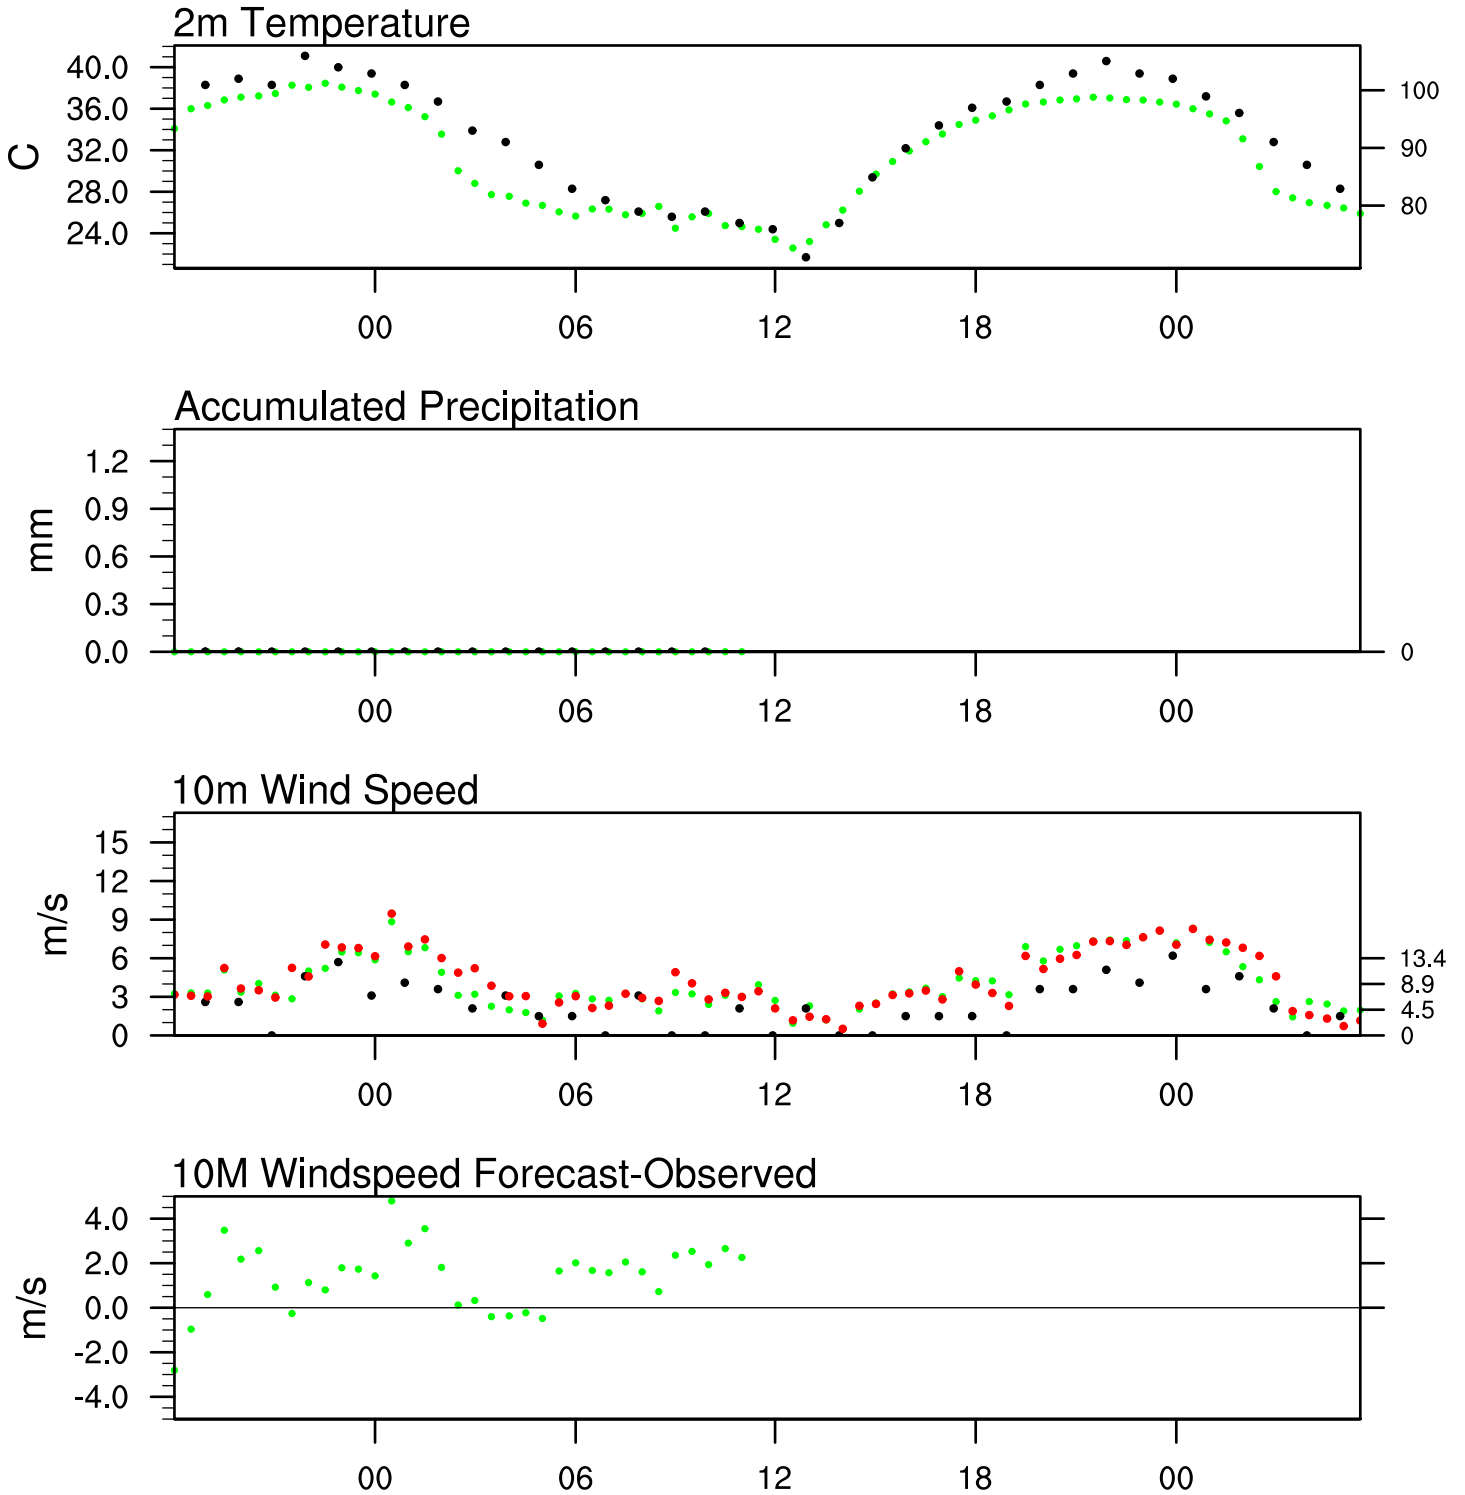 2m Temperature
40.0
36.0
32.0
28.0
24.0
C
100
90
80
00 06 12 18 00
Accumulated Precipitation
1.2
0.9
0.6
0.3
0.0
mm
0
00 06 12 18 00
10m Wind Speed
15
12
9
6
3
0
m/s
13.4
8.9
4.5
0
00 06 12 18 00
10M Windspeed Forecast-Observed
4.0
2.0
0.0
-2.0
-4.0
m/s
00 06 12 18 00